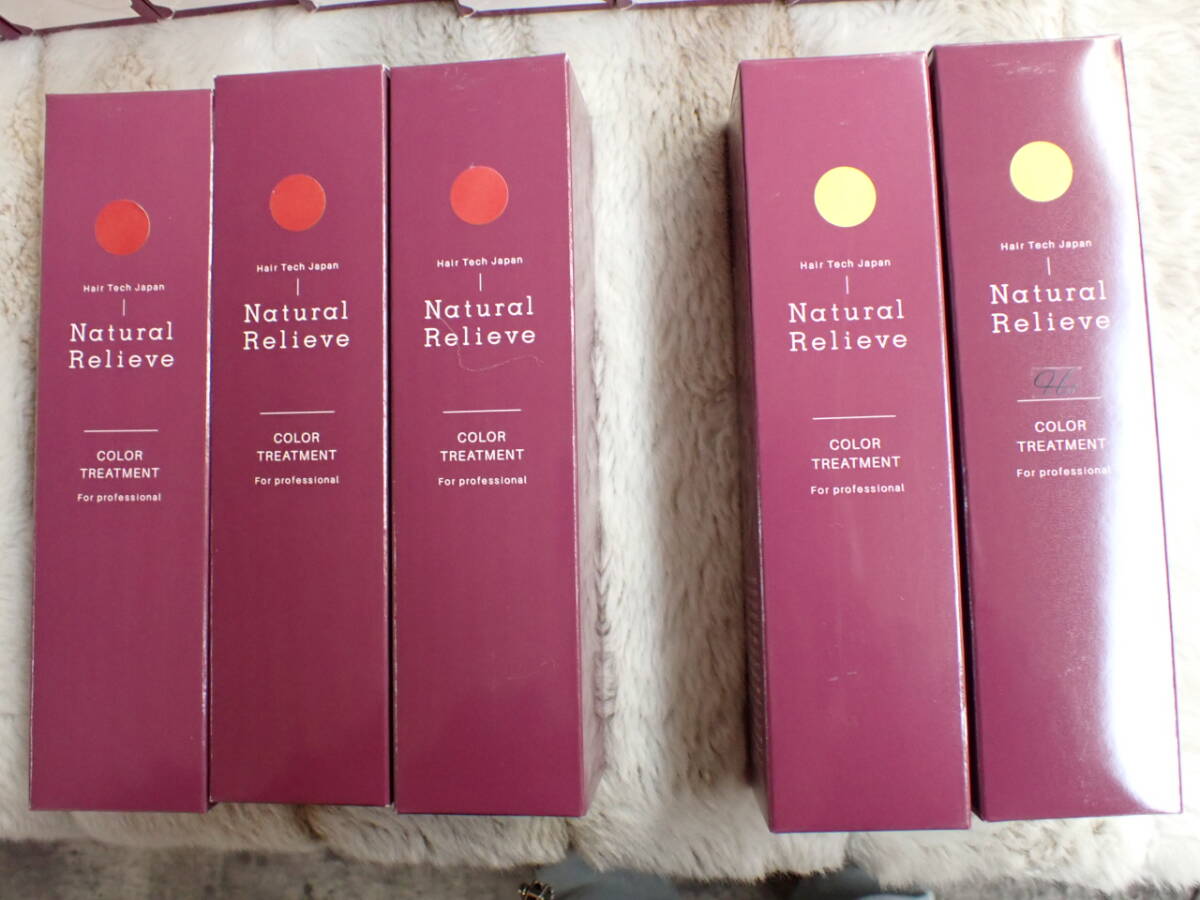 Hair Tech Japan
Natural
Relieve
COLOR
TREATMENT
For professional
Hair Tech Japan
Natural
Relieve
COLOR
TREATMENT
For professional
Hair Tech Japan
Natural
Relieve
COLOR
TREATMENT
For professional
Hair Tech Japan
Natural
Relieve
COLOR
TREATMENT
For professional
Hair Tech Japan
Natural
Relieve
COLOR
TREATMENT
For professional